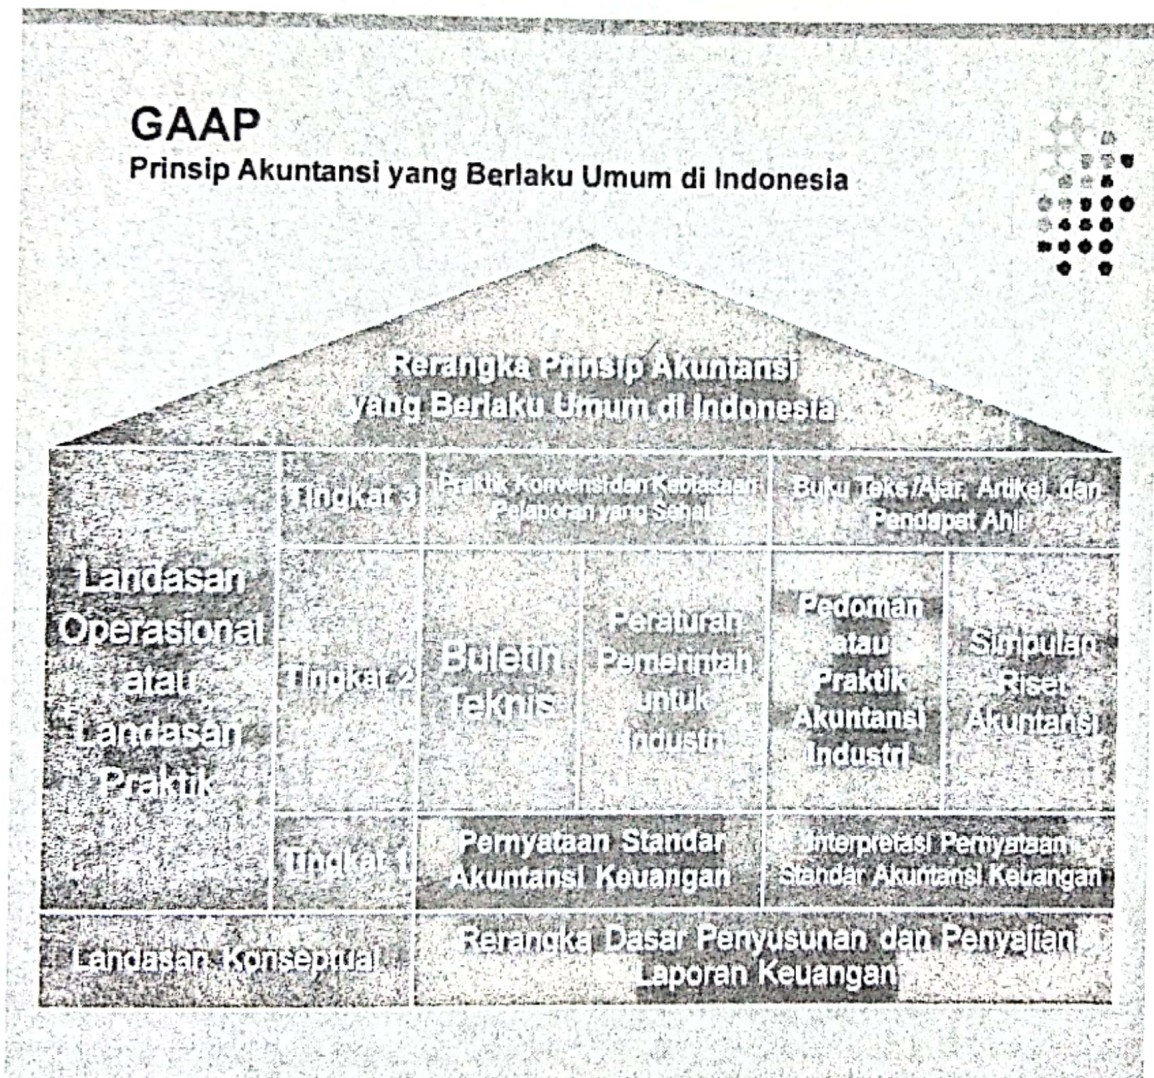 GAAP
Prinsip Akuntansi yang Berlaku Umum di Indonesia
Rerangka Prinsip Akuntansi
yang Berlaku Umum di Indonesia
Landasan
Operasional
atau
Landasan
Praktik
Tingkat 3
Praktik Konvensi dan Kebiasaan
Pelaporan yang Sehat
Buku Teks/Ajar, Artikel, dan
Pendapat Ahli
Tingkat 2
Buletin
Teknis
Peraturan
Pemerintah
untuk
Industri
Pedoman
atau
Praktik
Akuntansi
Industri
Simpulan
Riset
Akuntansi
Tingkat 1
Pernyataan Standar
Akuntansi Keuangan
Interpretasi Pernyataan
Standar Akuntansi Keuangan
Landasan Konseptual
Rerangka Dasar Penyusunan dan Penyajian
Laporan Keuangan